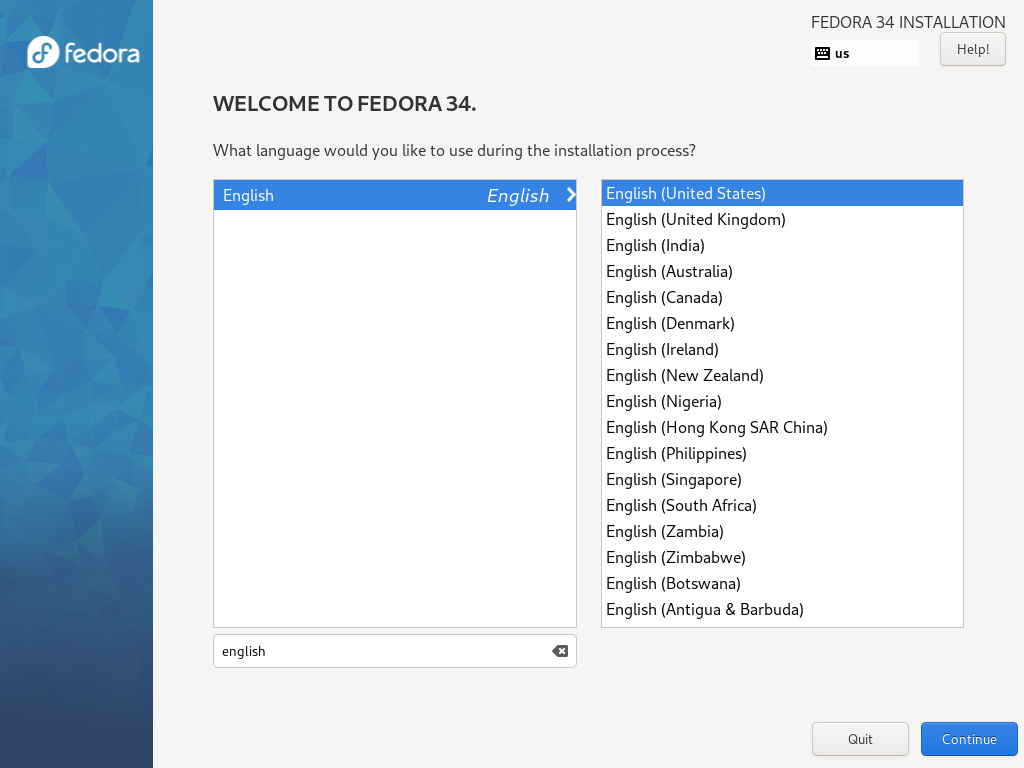 fedora
FEDORA 34 INSTALLATION
us
Help!
WELCOME TO FEDORA 34.
What language would you like to use during the installation process?
English English
English (United States)
English (United Kingdom)
English (India)
English (Australia)
English (Canada)
English (Denmark)
English (Ireland)
English (New Zealand)
English (Nigeria)
English (Hong Kong SAR China)
English (Philippines)
English (Singapore)
English (South Africa)
English (Zambia)
English (Zimbabwe)
English (Botswana)
English (Antigua & Barbuda)
english
Quit
Continue